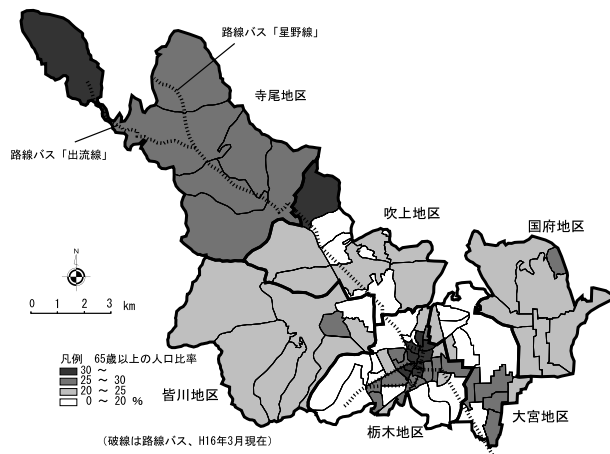 路線バス「星野線」
寺尾地区
路線バス「出流線」
吹上地区
国府地区
N
0 1 2 3 km
凡例 65歳以上の人口比率
30 ~
25 ~ 30
20 ~ 25
0 ~ 20 %
皆川地区
大宮地区
栃木地区
(破線は路線バス、H16年3月現在)